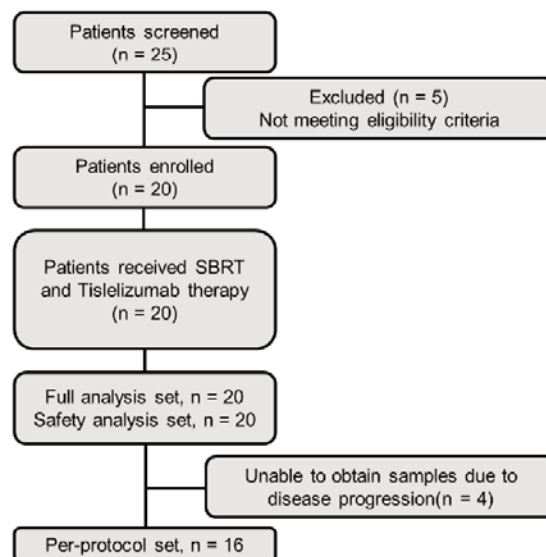 Patients screened
(n = 25)
Excluded (n = 5)
Not meeting eligibility criteria
Patients enrolled
(n = 20)
Patients received SBRT
and Tislelizumab therapy
(n = 20)
Full analysis set, n = 20
Safety analysis set, n = 20
Unable to obtain samples due to
disease progression(n = 4)
Per-protocol set, n = 16